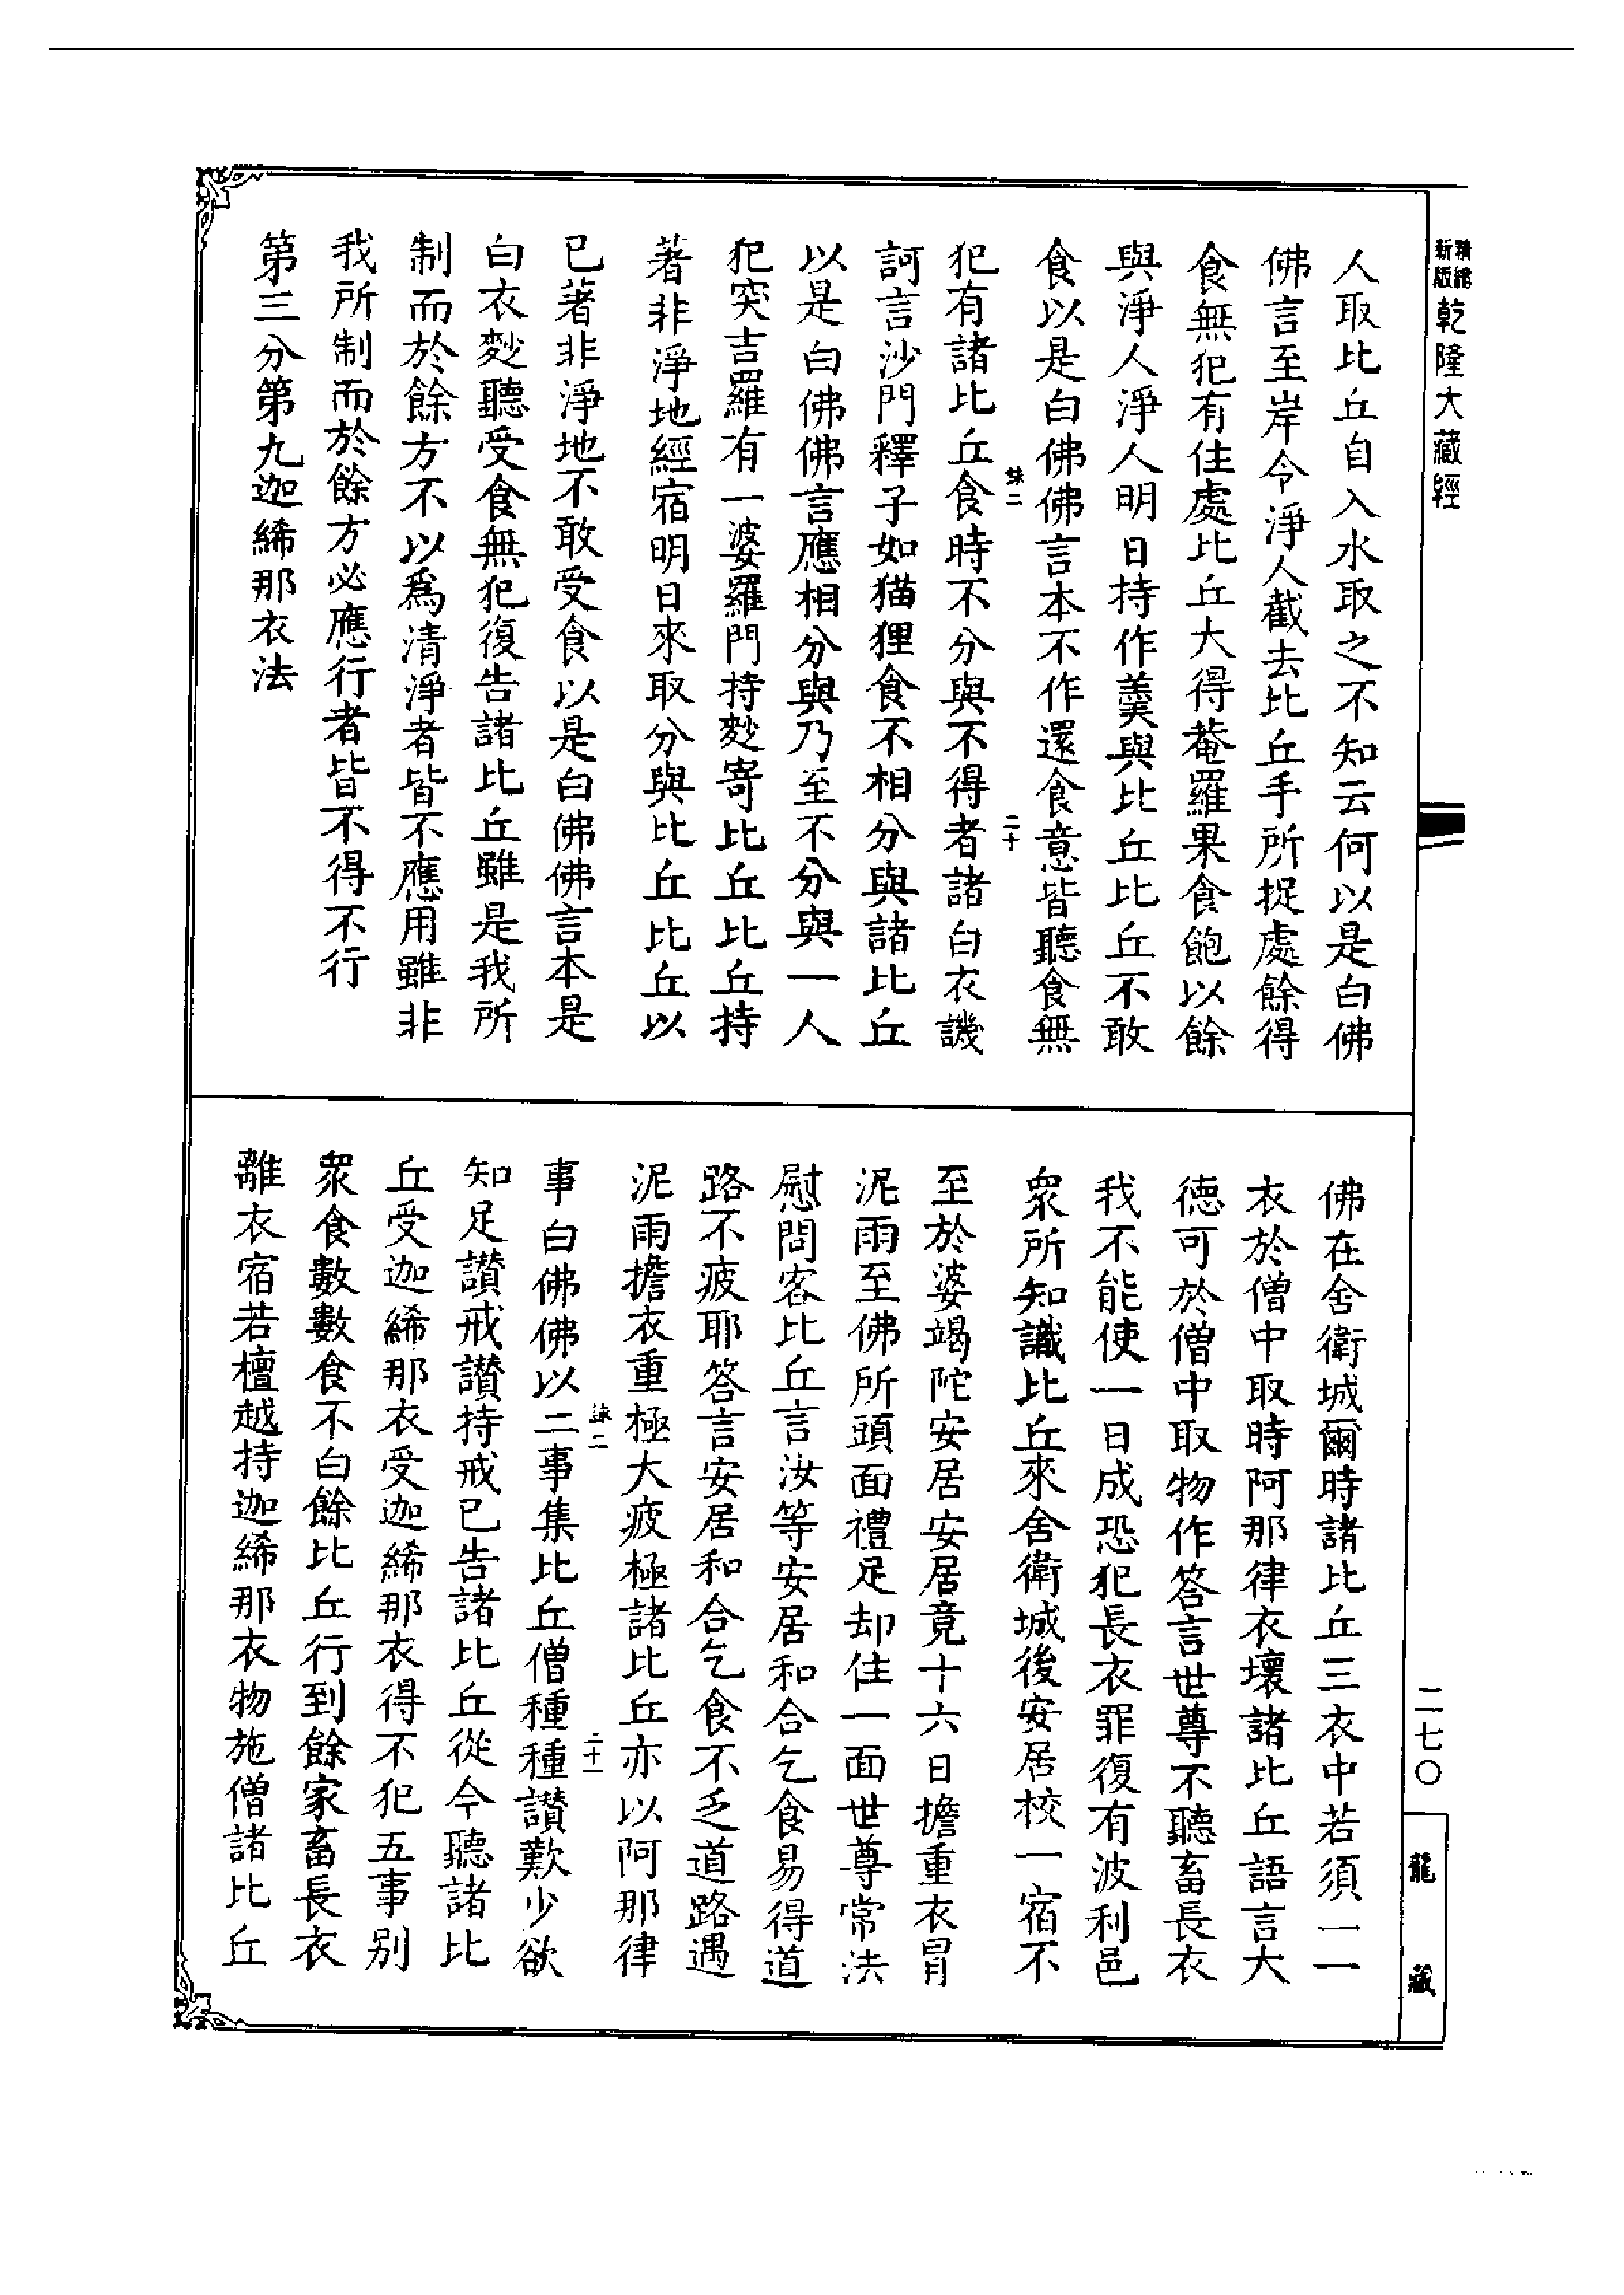 精縮
新版
乾隆大藏經
人取比丘自入水取之不知云何以是白佛
佛言至岸令淨人截去比丘手所捉處餘得
食無犯有住處比丘大得菴羅果食飽以餘
與淨人淨人明日持作羹與比丘比丘不敢
食以是白佛佛言本不作還食意皆聽食無
詠二
二十
犯有諸比丘食時不分與不得者諸白衣譏
訶言沙門釋子如猫狸食不相分與諸比丘
以是白佛佛言應相分與乃至不分與一人
犯突吉羅有一婆羅門持麨寄比丘比丘持
著非淨地經宿明日來取分與比丘比丘以
已著非淨地不敢受食以是白佛佛言本是
白衣麨聽受食無犯復告諸比丘雖是我所
制而於餘方不以為清淨者皆不應用雖非
我所制而於餘方必應行者皆不得不行
第三分第九迦絺那衣法
二七〇
龍藏
佛在舍衛城爾時諸比丘三衣中若須一一
衣於僧中取時阿那律衣壞諸比丘語言大
德可於僧中取物作答言世尊不聽畜長衣
我不能使一日成恐犯長衣罪復有波利邑
眾所知識比丘來舍衛城後安居校一宿不
至於婆竭陀安居安居竟十六日擔重衣冒
泥雨至佛所頭面禮足却住一面世尊常法
慰問客比丘言汝等安居和合乞食易得道
路不疲耶答言安居和合乞食不乏道路遇
泥雨擔衣重極大疲極諸比丘亦以阿那律
詠二
二十一
事白佛佛以二事集比丘僧種種讚歎少欲
知足讚戒讚持戒已告諸比丘從今聽諸比
丘受迦絺那衣受迦絺那衣得不犯五事別
眾食數數食不白餘比丘行到餘家畜長衣
離衣宿若檀越持迦絺那衣物施僧諸比丘